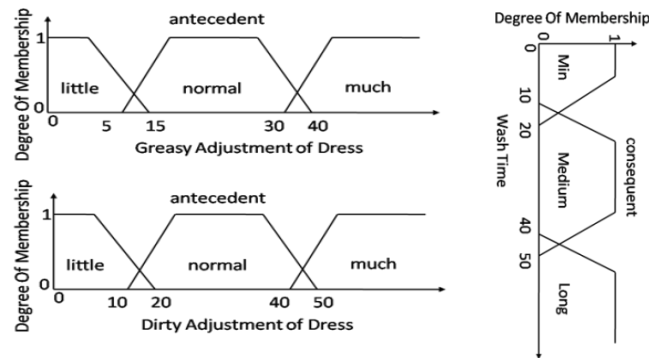 antecedent
Degree Of Membership
1
little
normal
much
0
0
5
15
30
40
Greasy Adjustment of Dress
antecedent
Degree Of Membership
1
little
normal
much
0
0
10
20
40
50
Dirty Adjustment of Dress
Degree Of Membership
0
1
0
Min
10
20
Wash Time
Medium
consequent
40
50
Long